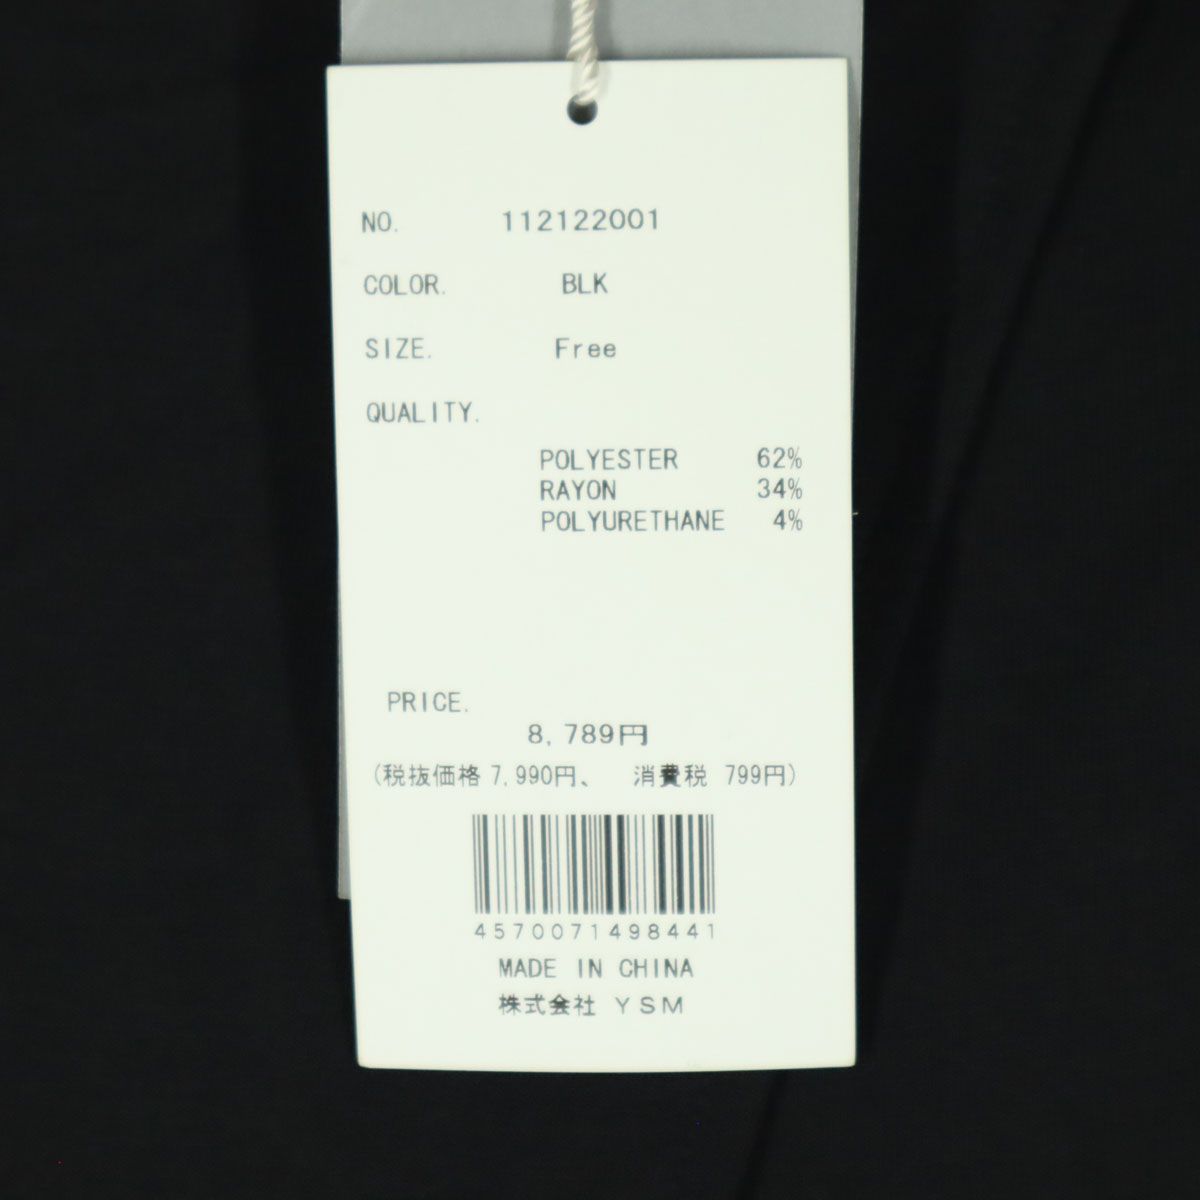 NO. 112122001
COLOR. BLK
SIZE. Free
QUALITY.
POLYESTER 62%
RAYON 34%
POLYURETHANE 4%
PRICE.
8,789円
(税抜価格 7,990円、 消費税 799円)
4570071498441
MADE IN CHINA
株式会社 YSM